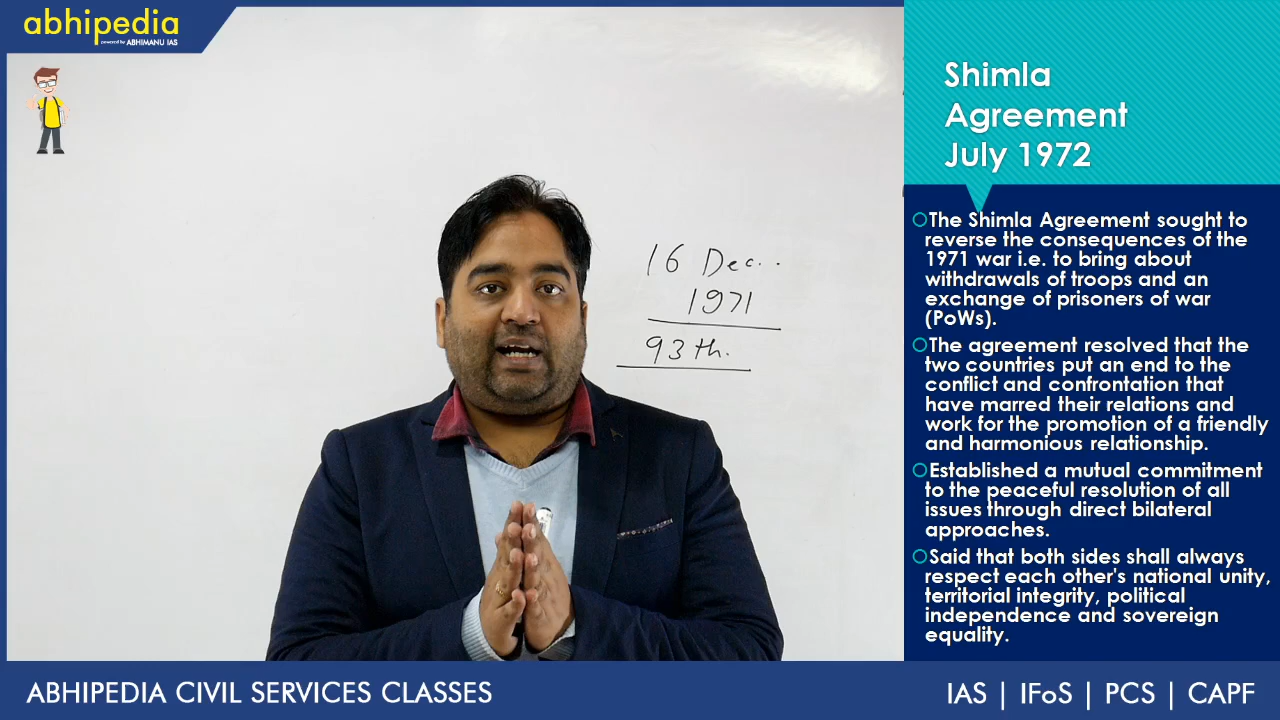 abhipedia
powered by ABHIMANU IAS
16 Dec..
1971
93th.
Shimla
Agreement
July 1972
The Shimla Agreement sought to
reverse the consequences of the
1971 war i.e. to bring about
withdrawals of troops and an
exchange of prisoners of war
(PoWs).
The agreement resolved that the
two countries put an end to the
conflict and confrontation that
have marred their relations and
work for the promotion of a friendly
and harmonious relationship.
Established a mutual commitment
to the peaceful resolution of all
issues through direct bilateral
approaches.
Said that both sides shall always
respect each other's national unity,
territorial integrity, political
independence and sovereign
equality.
ABHIPEDIA CIVIL SERVICES CLASSES
IAS | IFoS | PCS | CAPF